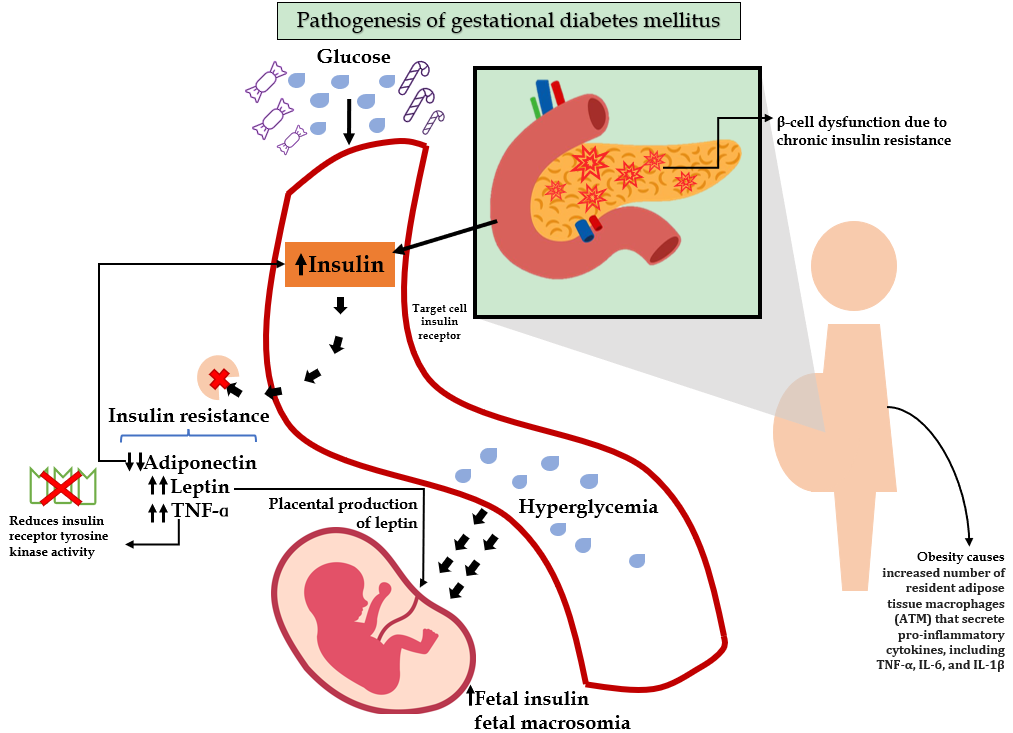 Pathogenesis of gestational diabetes mellitus
Glucose
β-cell dysfunction due to
chronic insulin resistance
Insulin
Target cell
insulin
receptor
Insulin resistance
Adiponectin
Leptin
TNF-α
Reduces insulin
receptor tyrosine
kinase activity
Placental production
of leptin
Hyperglycemia
Fetal insulin
fetal macrosomia
Obesity causes
increased number of
resident adipose
tissue macrophages
(ATM) that secrete
pro-inflammatory
cytokines, including
TNF-α, IL-6, and IL-1β